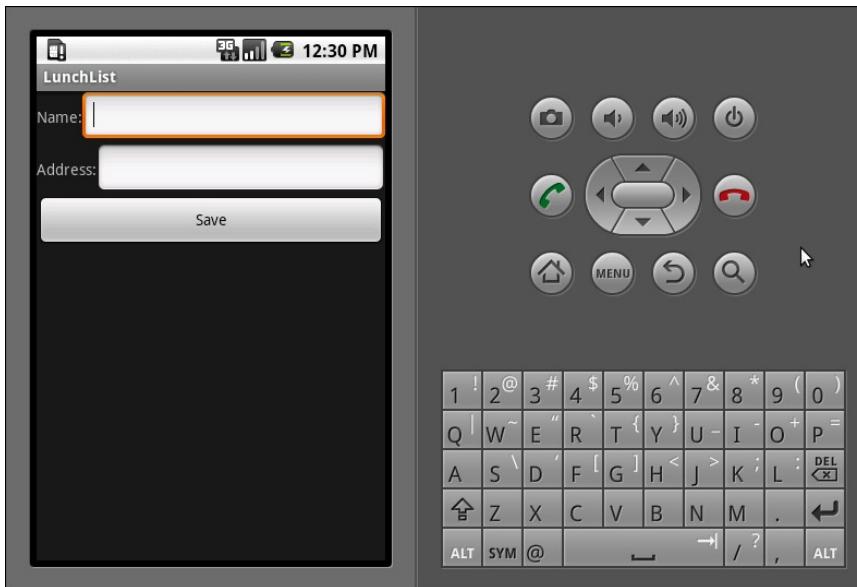 3G 12:30 PM
LunchList
Name:
Address:
Save
MENU
1 ! 2 @ 3 # 4 $ 5 % 6 ^ 7 & 8 * 9 ( 0 )
Q | W ~ E " R ` T { Y } U _ I - O + P =
A S \ D ' F [ G ] H < J > K ; L : DEL
Z X C V B N M .
ALT SYM @ / ? , ALT